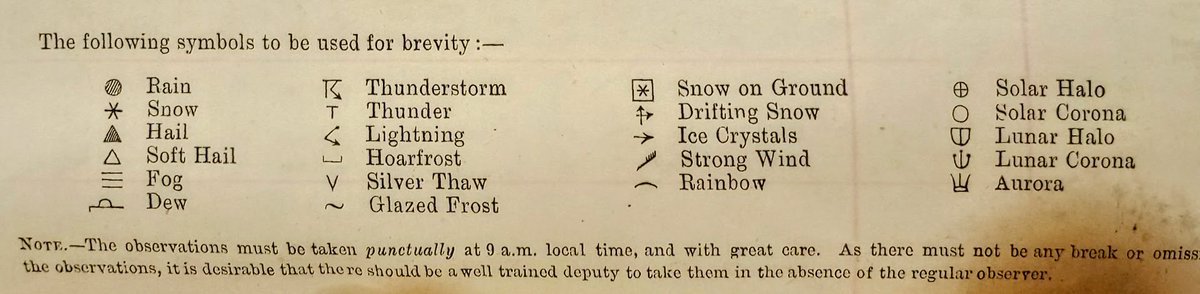 The following symbols to be used for brevity :—
Rain Thunderstorm Snow on Ground Solar Halo
Snow Thunder Drifting Snow Solar Corona
Hail Lightning Ice Crystals Lunar Halo
Soft Hail Hoarfrost Strong Wind Lunar Corona
Fog Silver Thaw Rainbow Aurora
Dew Glazed Frost
NOTE.—The observations must be taken punctually at 9 a.m. local time, and with great care. As there must not be any break or omiss
the observations, it is desirable that there should be a well trained deputy to take them in the absence of the regular observer.